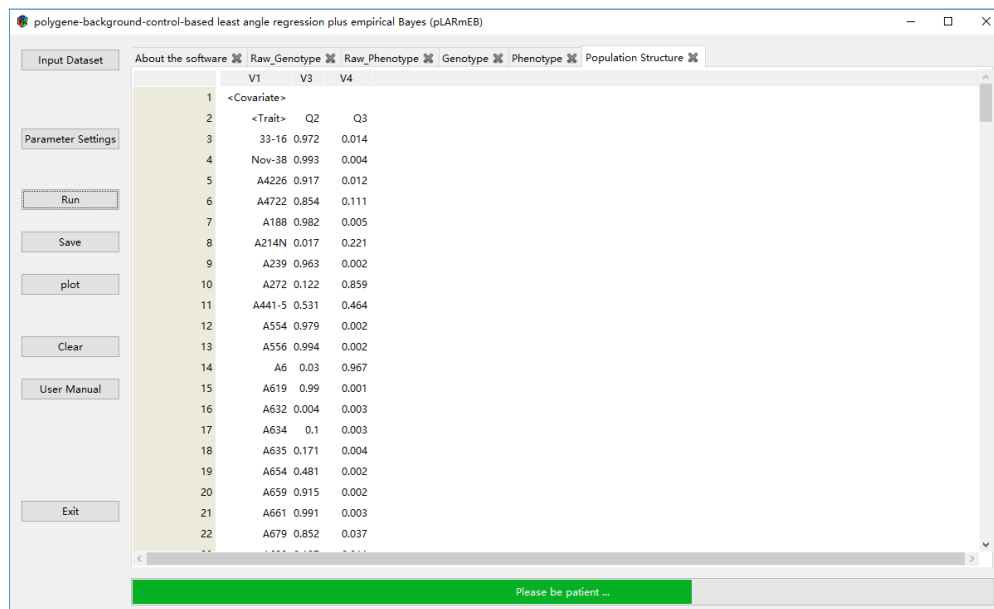 polygene-background-control-based least angle regression plus empirical Bayes (pLARmEB)
Input Dataset
Parameter Settings
Run
Save
plot
Clear
User Manual
Exit
About the software Raw_Genotype Raw_Phenotype Genotype Phenotype Population Structure
V1 V3 V4
1 <Covariate>
2 <Trait> Q2 Q3
3 33-16 0.972 0.014
4 Nov-38 0.993 0.004
5 A4226 0.917 0.012
6 A4722 0.854 0.111
7 A188 0.982 0.005
8 A214N 0.017 0.221
9 A239 0.963 0.002
10 A272 0.122 0.859
11 A441-5 0.531 0.464
12 A554 0.979 0.002
13 A556 0.994 0.002
14 A6 0.03 0.967
15 A619 0.99 0.001
16 A632 0.004 0.003
17 A634 0.1 0.003
18 A635 0.171 0.004
19 A654 0.481 0.002
20 A659 0.915 0.002
21 A661 0.991 0.003
22 A679 0.852 0.037
Please be patient ...